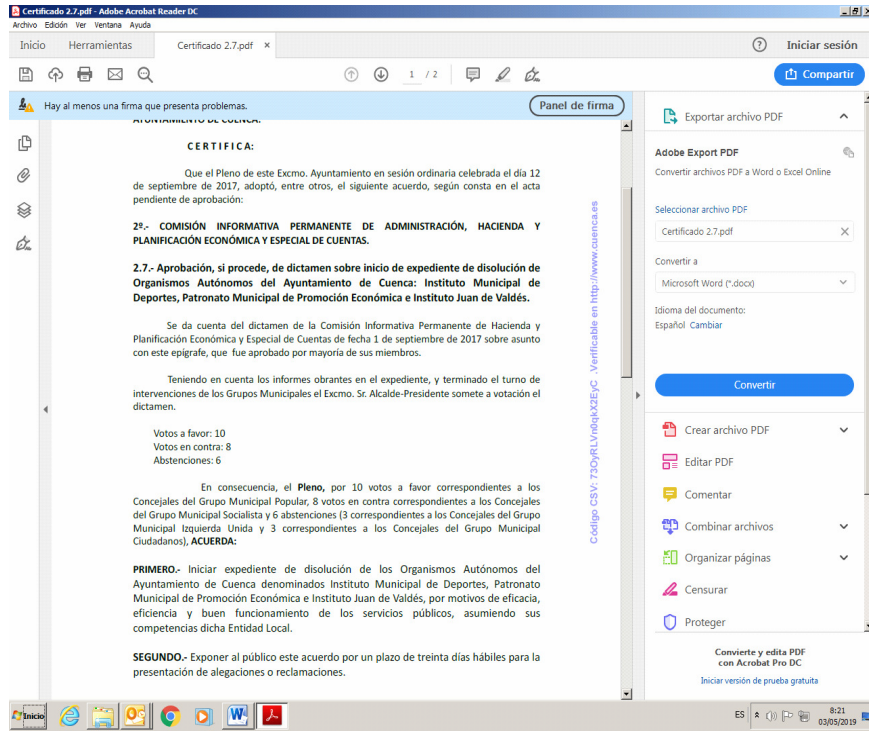 Certificado 2.7.pdf - Adobe Acrobat Reader DC
Archivo Edición Ver Ventana Ayuda
Inicio Herramientas Certificado 2.7.pdf × Iniciar sesión
1 / 2 Compartir
Hay al menos una firma que presenta problemas. Panel de firma
AYUNTAMIENTO DE CUENCA.
CERTIFICA:
Que el Pleno de este Excmo. Ayuntamiento en sesión ordinaria celebrada el día 12
de septiembre de 2017, adoptó, entre otros, el siguiente acuerdo, según consta en el acta
pendiente de aprobación:
2º.- COMISIÓN INFORMATIVA PERMANENTE DE ADMINISTRACIÓN, HACIENDA Y
PLANIFICACIÓN ECONÓMICA Y ESPECIAL DE CUENTAS.
2.7.- Aprobación, si procede, de dictamen sobre inicio de expediente de disolución de
Organismos Autónomos del Ayuntamiento de Cuenca: Instituto Municipal de
Deportes, Patronato Municipal de Promoción Económica e Instituto Juan de Valdés.
Se da cuenta del dictamen de la Comisión Informativa Permanente de Hacienda y
Planificación Económica y Especial de Cuentas de fecha 1 de septiembre de 2017 sobre asunto
con este epígrafe, que fue aprobado por mayoría de sus miembros.
Teniendo en cuenta los informes obrantes en el expediente, y terminado el turno de
intervenciones de los Grupos Municipales el Excmo. Sr. Alcalde-Presidente somete a votación el
dictamen.
Votos a favor: 10
Votos en contra: 8
Abstenciones: 6
En consecuencia, el Pleno, por 10 votos a favor correspondientes a los
Concejales del Grupo Municipal Popular, 8 votos en contra correspondientes a los Concejales
del Grupo Municipal Socialista y 6 abstenciones (3 correspondientes a los Concejales del Grupo
Municipal Izquierda Unida y 3 correspondientes a los Concejales del Grupo Municipal
Ciudadanos), ACUERDA:
PRIMERO.- Iniciar expediente de disolución de los Organismos Autónomos del
Ayuntamiento de Cuenca denominados Instituto Municipal de Deportes, Patronato
Municipal de Promoción Económica e Instituto Juan de Valdés, por motivos de eficacia,
eficiencia y buen funcionamiento de los servicios públicos, asumiendo sus
competencias dicha Entidad Local.
SEGUNDO.- Exponer al público este acuerdo por un plazo de treinta días hábiles para la
presentación de alegaciones o reclamaciones.
Código CSV: 73OyRLVn0qkX2EyC .Verificable en http://www.cuenca.es
Exportar archivo PDF
Adobe Export PDF
Convertir archivos PDF a Word o Excel Online
Seleccionar archivo PDF
Certificado 2.7.pdf
Convertir a
Microsoft Word (*.docx)
Idioma del documento:
Español Cambiar
Convertir
Crear archivo PDF
Editar PDF
Comentar
Combinar archivos
Organizar páginas
Censurar
Proteger
Convierte y edita PDF
con Acrobat Pro DC
Iniciar versión de prueba gratuita
Inicio
ES
8:21
03/05/2019